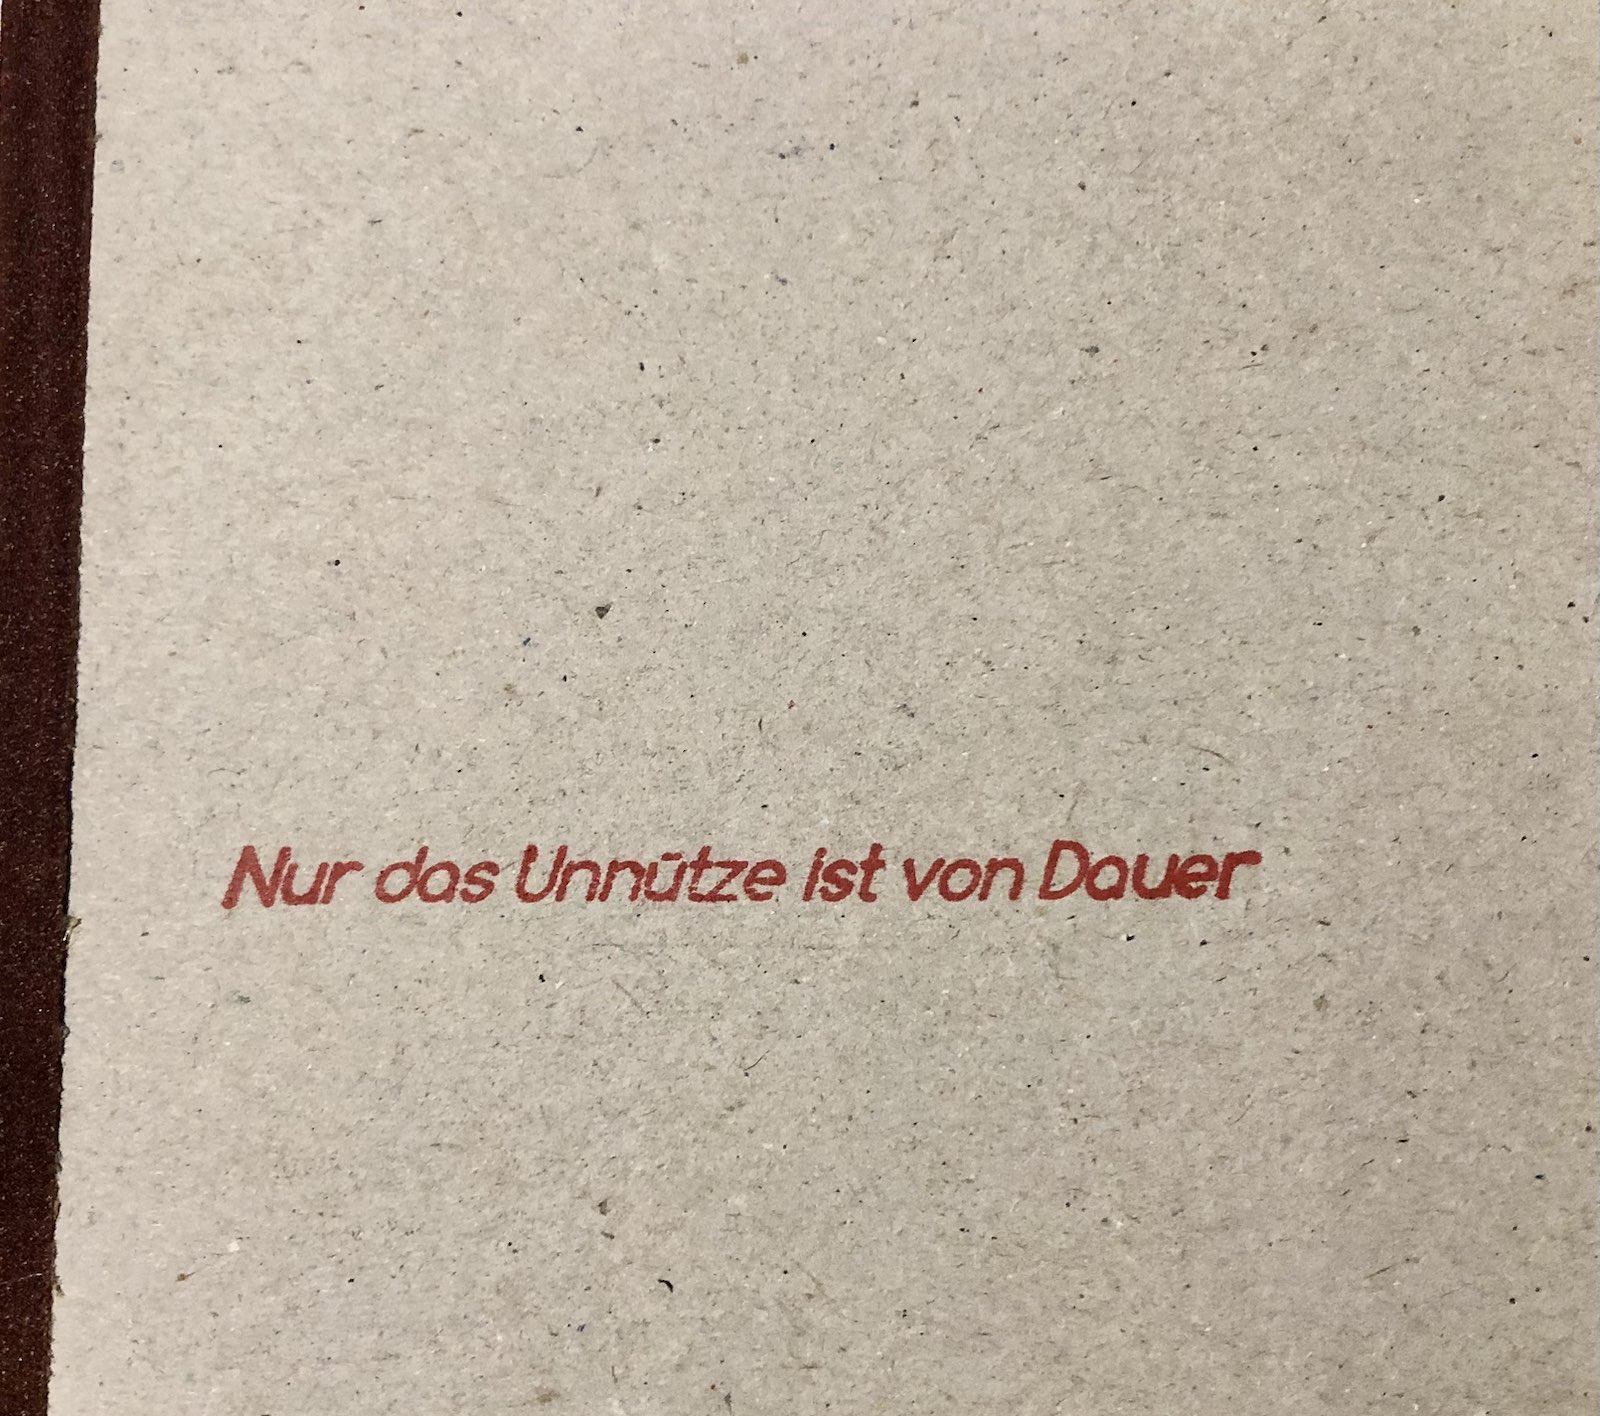 Nur das Unnütze ist von Dauer